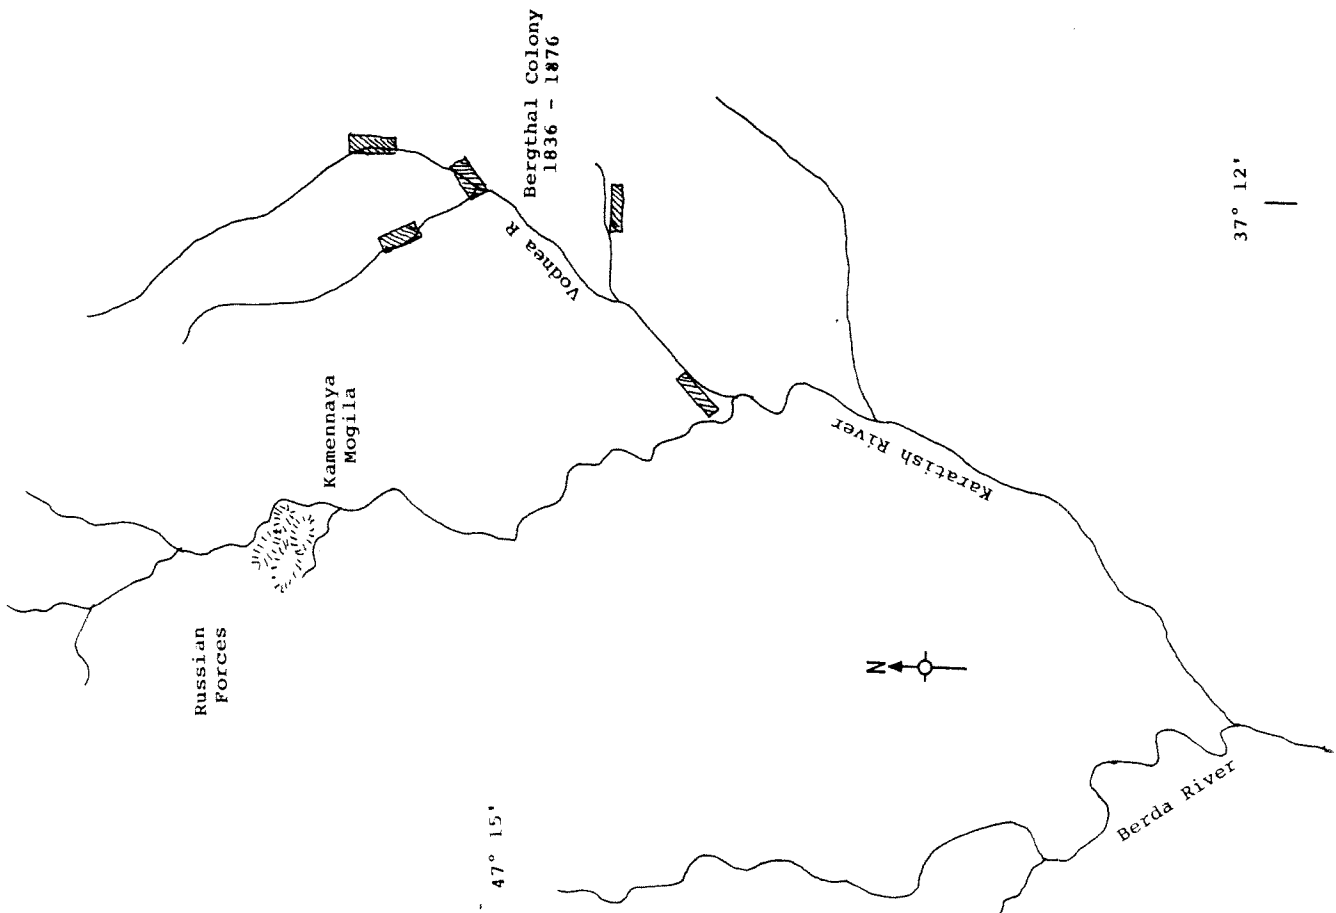 Bergthal Colony
1836 - 1876
Vodnea R
Kamennaya
Mogila
Russian
Forces
Karatish River
N
37° 12'
47° 15'
Berda River